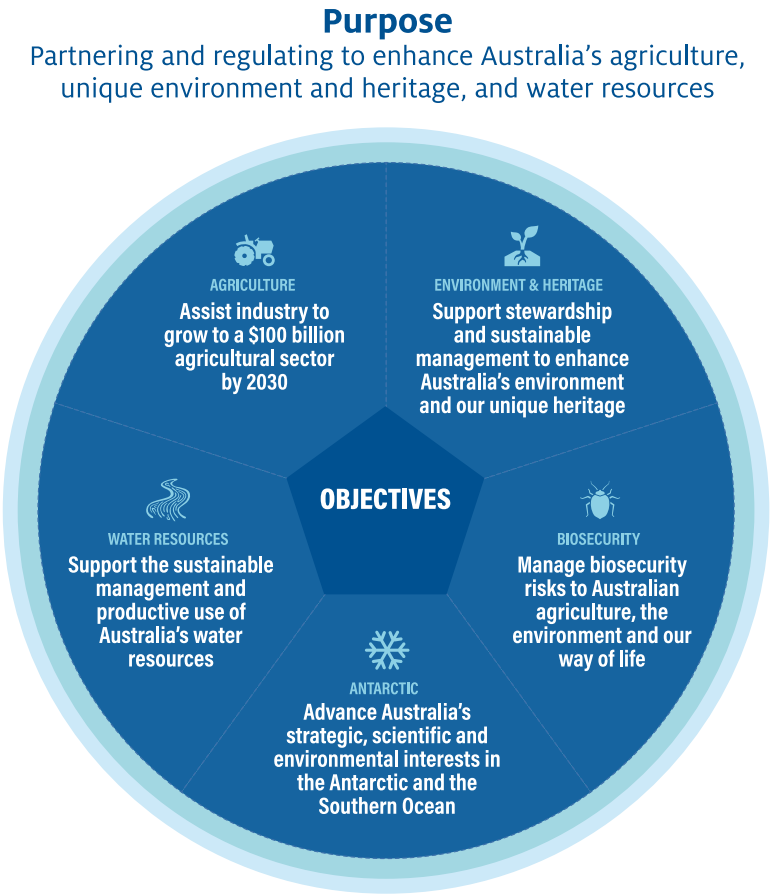 Purpose
Partnering and regulating to enhance Australia’s agriculture,
unique environment and heritage, and water resources
AGRICULTURE
Assist industry to
grow to a $100 billion
agricultural sector
by 2030
ENVIRONMENT & HERITAGE
Support stewardship
and sustainable
management to enhance
Australia’s environment
and our unique heritage
OBJECTIVES
WATER RESOURCES
Support the sustainable
management and
productive use of
Australia’s water
resources
BIOSECURITY
Manage biosecurity
risks to Australian
agriculture, the
environment and our
way of life
ANTARCTIC
Advance Australia’s
strategic, scientific and
environmental interests in
the Antarctic and the
Southern Ocean